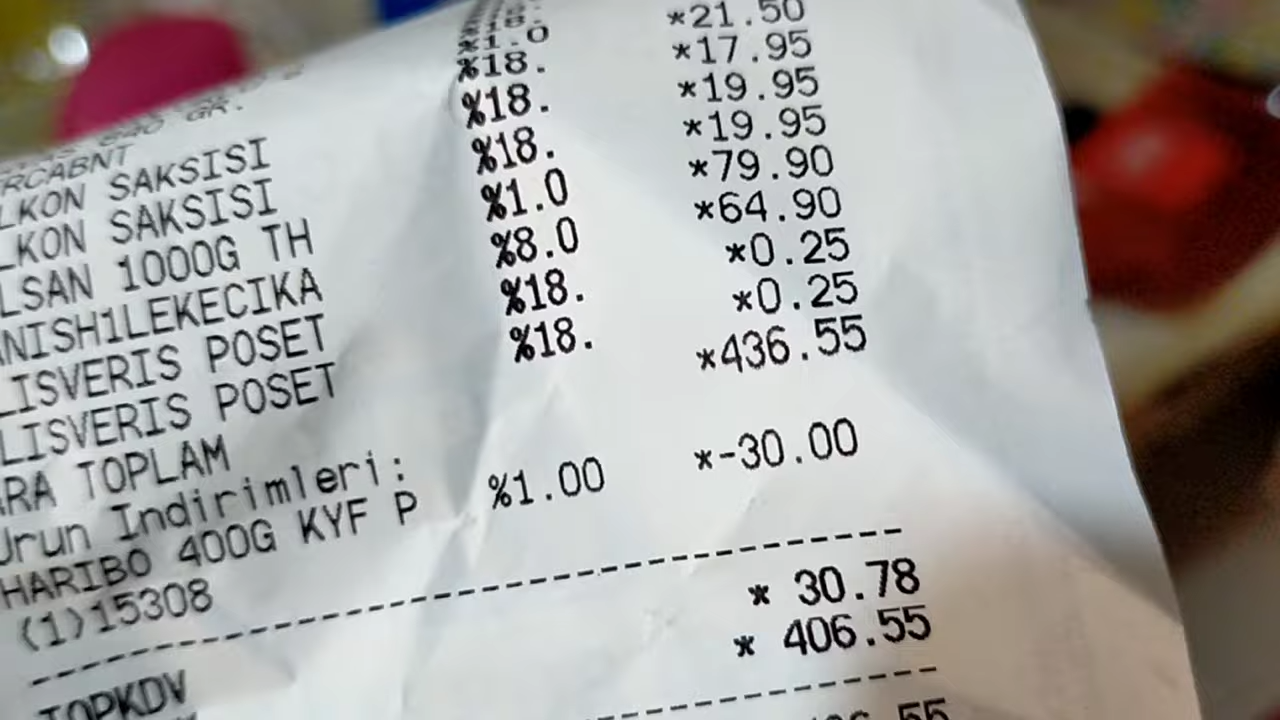 GR. %1.0 *21.50
RCABNT %18. *17.95
LKON SAKSISI %18. *19.95
LKON SAKSISI %18. *19.95
LSAN 1000G TH %1.0 *79.90
NISH1LEKECIKA %8.0 *64.90
LISVERIS POSET %18. *0.25
LISVERIS POSET %18. *0.25
RA TOPLAM *436.55
Urun Indirimleri:
HARIBO 400G KYF P %1.00 *-30.00
(1)15308
TOPKDV * 30.78
* 406.55